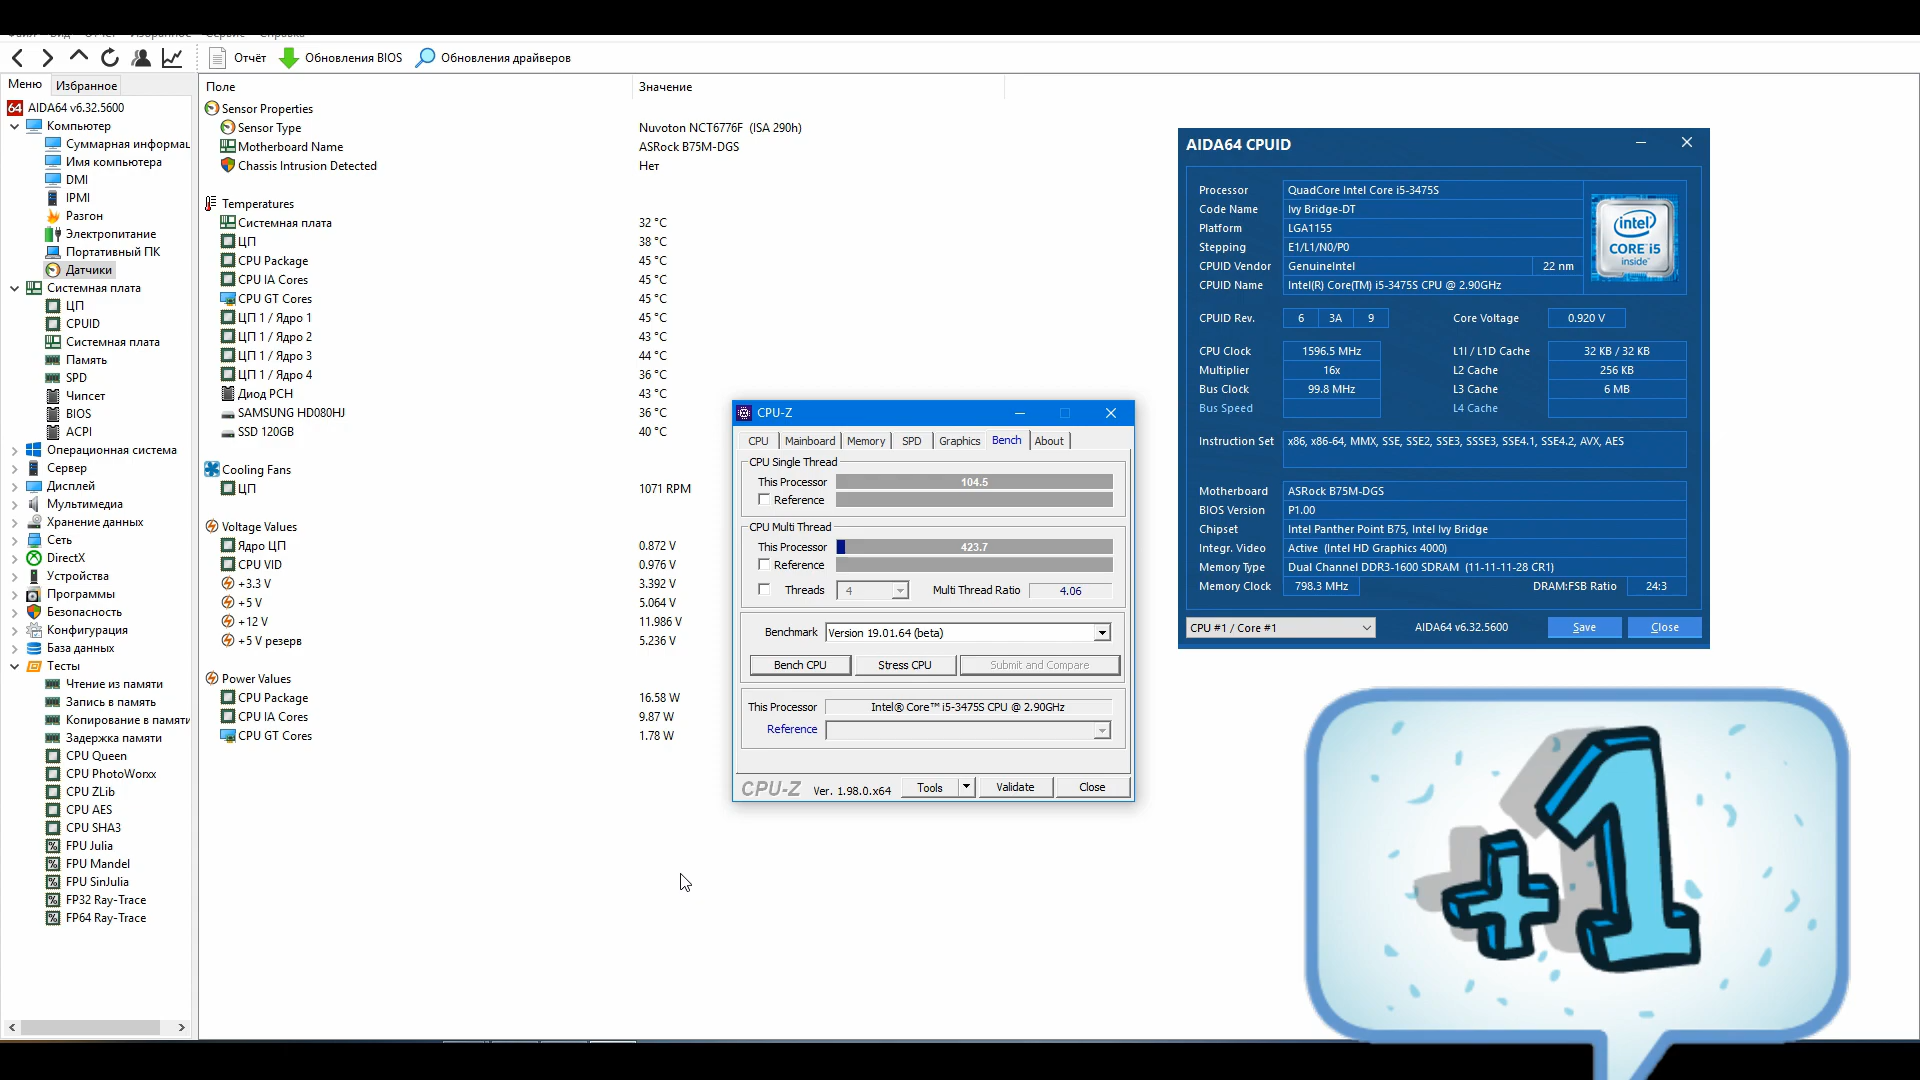 Отчёт
Обновления BIOS
Обновления драйверов
Меню
Избранное
64 AIDA64 v6.32.5600
Компьютер
Суммарная информац
Имя компьютера
DMI
IPMI
Разгон
Электропитание
Портативный ПК
Датчики
Системная плата
ЦП
CPUID
Системная плата
Память
SPD
Чипсет
BIOS
ACPI
Операционная система
Сервер
Дисплей
Мультимедиа
Хранение данных
Сеть
DirectX
Устройства
Программы
Безопасность
Конфигурация
База данных
Тесты
Чтение из памяти
Запись в память
Копирование в памяти
Задержка памяти
CPU Queen
CPU PhotoWorxx
CPU ZLib
CPU AES
CPU SHA3
FPU Julia
FPU Mandel
FPU SinJulia
FP32 Ray-Trace
FP64 Ray-Trace
Поле Значение
Sensor Properties
Sensor Type Nuvoton NCT6776F (ISA 290h)
Motherboard Name ASRock B75M-DGS
Chassis Intrusion Detected Нет
Temperatures
Системная плата 32 °C
ЦП 38 °C
CPU Package 45 °C
CPU IA Cores 45 °C
CPU GT Cores 45 °C
ЦП 1 / Ядро 1 45 °C
ЦП 1 / Ядро 2 43 °C
ЦП 1 / Ядро 3 44 °C
ЦП 1 / Ядро 4 36 °C
Диод PCH 43 °C
SAMSUNG HD080HJ 36 °C
SSD 120GB 40 °C
Cooling Fans
ЦП 1071 RPM
Voltage Values
Ядро ЦП 0.872 V
CPU VID 0.976 V
+3.3 V 3.392 V
+5 V 5.064 V
+12 V 11.986 V
+5 V резерв 5.236 V
Power Values
CPU Package 16.58 W
CPU IA Cores 9.87 W
CPU GT Cores 1.78 W
CPU-Z
CPU Mainboard Memory SPD Graphics Bench About
CPU Single Thread
This Processor 104.5
Reference
CPU Multi Thread
This Processor 423.7
Reference
Threads 4 Multi Thread Ratio 4.06
Benchmark Version 19.01.64 (beta)
Bench CPU Stress CPU Submit and Compare
This Processor Intel® Core™ i5-3475S CPU @ 2.90GHz
Reference
CPU-Z Ver. 1.98.0.x64 Tools Validate Close
AIDA64 CPUID
Processor QuadCore Intel Core i5-3475S
Code Name Ivy Bridge-DT
Platform LGA1155
Stepping E1/L1/N0/P0
CPUID Vendor GenuineIntel 22 nm
CPUID Name Intel(R) Core(TM) i5-3475S CPU @ 2.90GHz
intel
CORE i5
inside™
CPUID Rev. 6 3A 9 Core Voltage 0.920 V
CPU Clock 1596.5 MHz L1I / L1D Cache 32 KB / 32 KB
Multiplier 16x L2 Cache 256 KB
Bus Clock 99.8 MHz L3 Cache 6 MB
Bus Speed L4 Cache
Instruction Set x86, x86-64, MMX, SSE, SSE2, SSE3, SSSE3, SSE4.1, SSE4.2, AVX, AES
Motherboard ASRock B75M-DGS
BIOS Version P1.00
Chipset Intel Panther Point B75, Intel Ivy Bridge
Integr. Video Active (Intel HD Graphics 4000)
Memory Type Dual Channel DDR3-1600 SDRAM (11-11-11-28 CR1)
Memory Clock 798.3 MHz DRAM:FSB Ratio 24:3
CPU #1 / Core #1 AIDA64 v6.32.5600 Save Close
+1